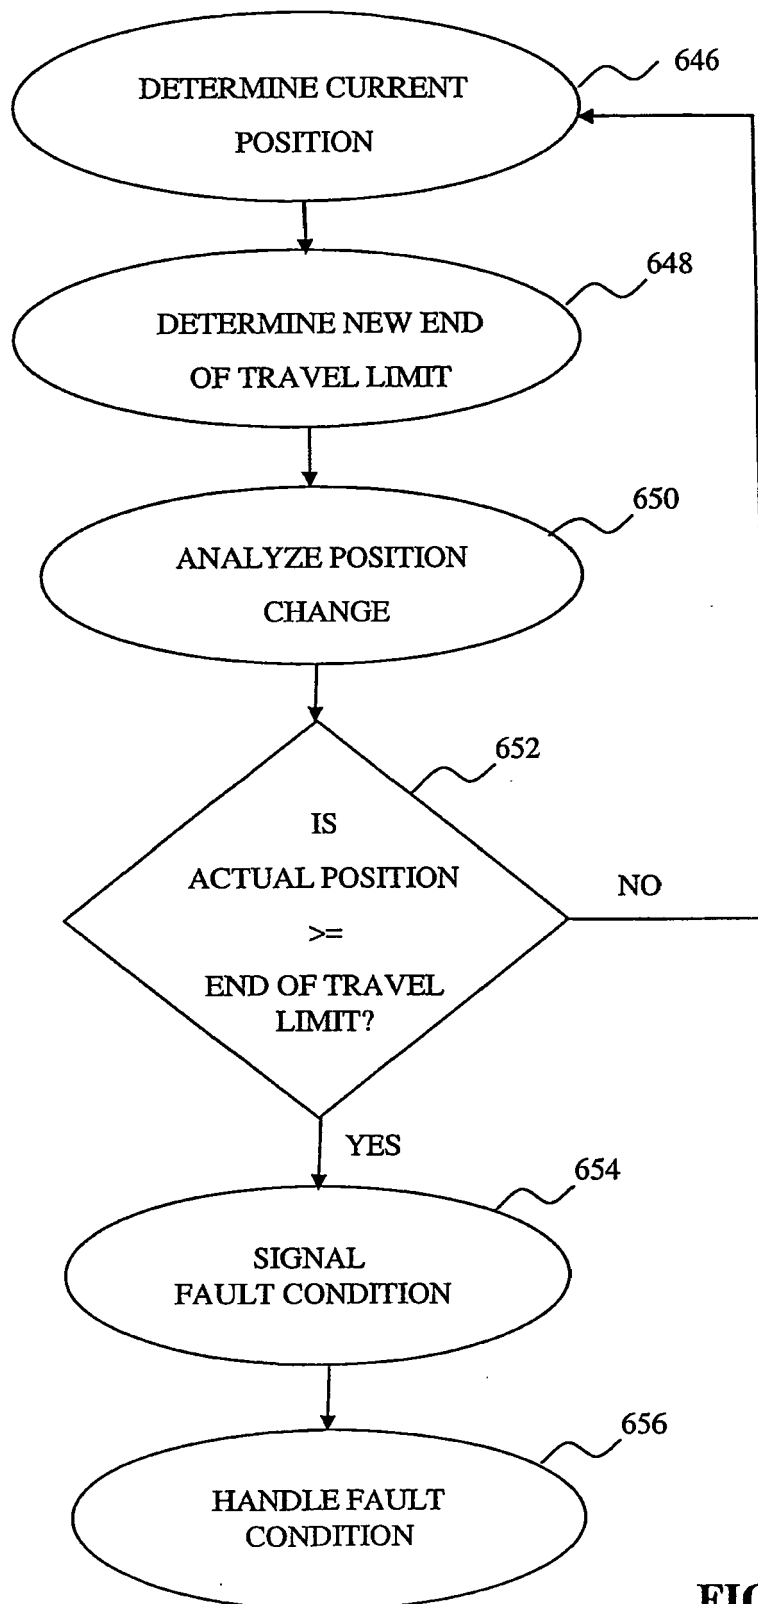 DETERMINE CURRENT
POSITION
646
DETERMINE NEW END
OF TRAVEL LIMIT
648
ANALYZE POSITION
CHANGE
650
IS
ACTUAL POSITION
>=
END OF TRAVEL
LIMIT?
652
NO
YES
SIGNAL
FAULT CONDITION
654
HANDLE FAULT
CONDITION
656